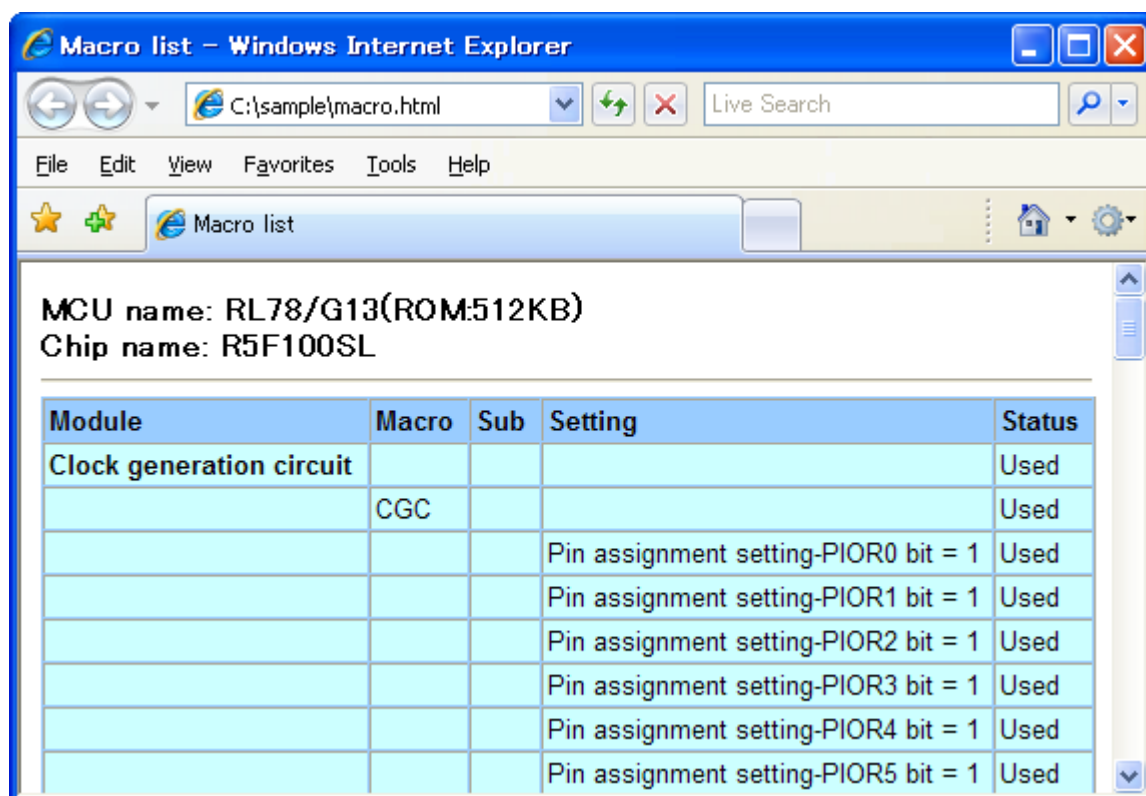 Macro list - Windows Internet Explorer
C:\sample\macro.html Live Search
File Edit View Favorites Tools Help
Macro list
MCU name: RL78/G13(ROM:512KB)
Chip name: R5F100SL
Module Macro Sub Setting Status
Clock generation circuit Used
CGC Used
Pin assignment setting-PIOR0 bit = 1 Used
Pin assignment setting-PIOR1 bit = 1 Used
Pin assignment setting-PIOR2 bit = 1 Used
Pin assignment setting-PIOR3 bit = 1 Used
Pin assignment setting-PIOR4 bit = 1 Used
Pin assignment setting-PIOR5 bit = 1 Used